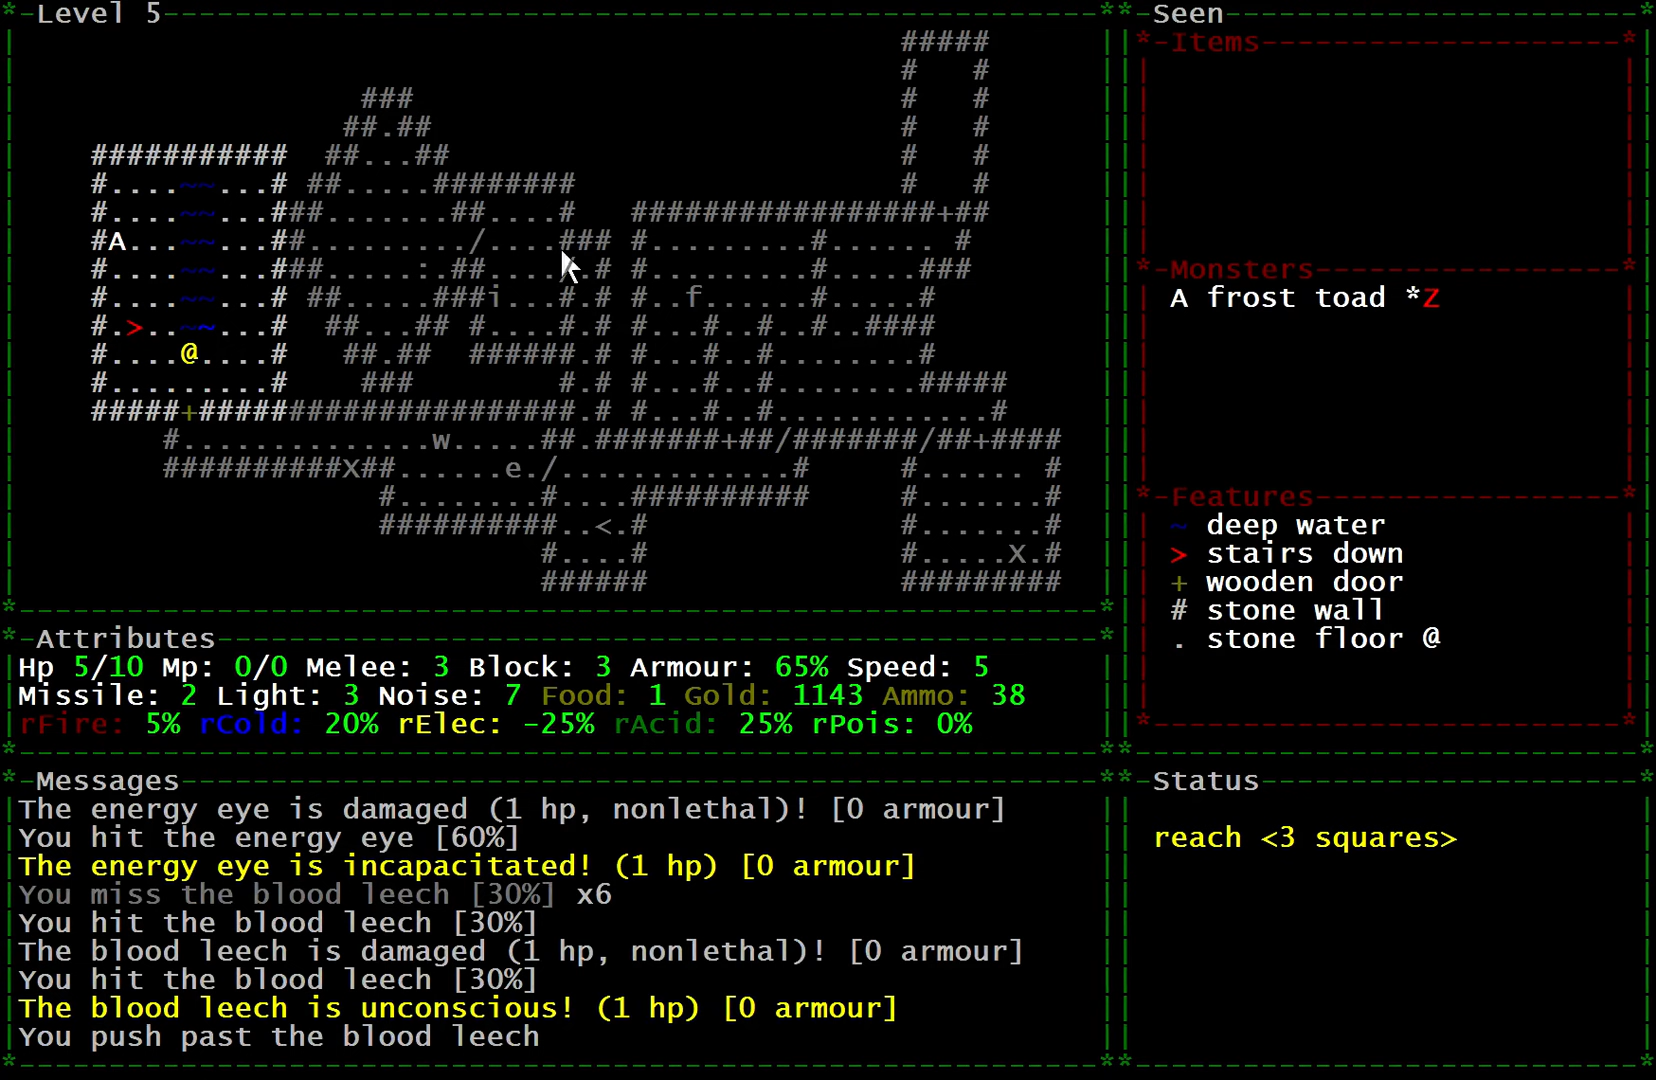 Level 5
#####
# #
### # #
##.## # #
########### ##...## # #
#....~~...# ##.....######## # #
#....~~...###.......##....# #################+##
#A...~~...##........./....### #.........#...... #
#....~~...###.....:.##.... .# #.........#.....###
#....~~...# ##.....###i...#.# #..f......#.....#
#.>..~~...# ##...## #....#.# #...#..#..#..####
#....@....# ##.## ######.# #...#..#........#
#.........# ### #.# #...#..#........#####
#####+#####################.# #...#..#............#
#..............w.....##.#######+##/#######/##+####
##########x##......e./.............# #...... #
#........#....########## #.......#
##########..<.# #.......#
#....# #.....x.#
###### #########
Seen
Items
Monsters
A frost toad *Z
Features
~ deep water
> stairs down
+ wooden door
# stone wall
. stone floor @
Attributes
Hp 5/10 Mp: 0/0 Melee: 3 Block: 3 Armour: 65% Speed: 5
Missile: 2 Light: 3 Noise: 7 Food: 1 Gold: 1143 Ammo: 38
rFire: 5% rCold: 20% rElec: -25% rAcid: 25% rPois: 0%
Messages
The energy eye is damaged (1 hp, nonlethal)! [0 armour]
You hit the energy eye [60%]
The energy eye is incapacitated! (1 hp) [0 armour]
You miss the blood leech [30%] x6
You hit the blood leech [30%]
The blood leech is damaged (1 hp, nonlethal)! [0 armour]
You hit the blood leech [30%]
The blood leech is unconscious! (1 hp) [0 armour]
You push past the blood leech
Status
reach <3 squares>